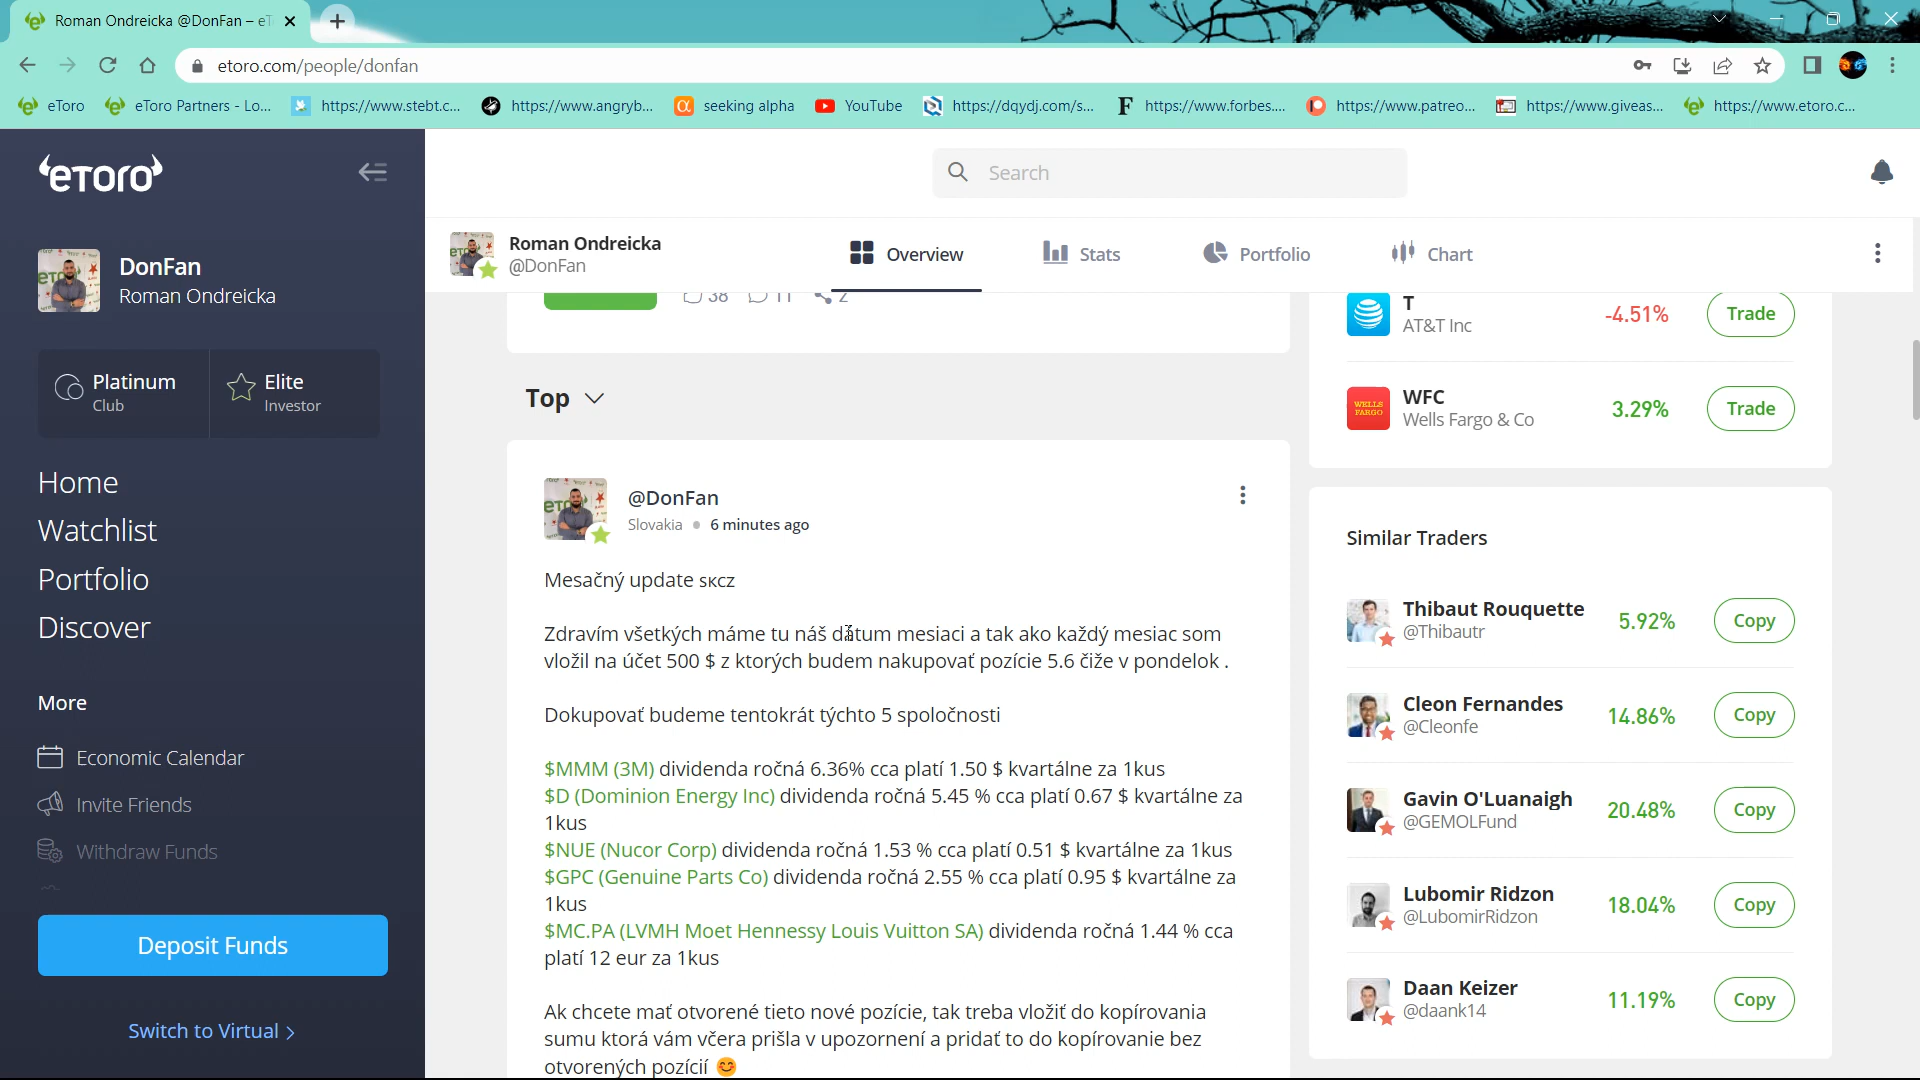 Roman Ondreicka @DonFan – eT
etoro.com/people/donfan
eToro
eToro Partners - Lo...
https://www.stebt.c...
https://www.angryb...
seeking alpha
YouTube
https://dqydj.com/s...
https://www.forbes....
https://www.patreo...
https://www.giveas...
https://www.etoro.c...
eToro
DonFan
Roman Ondreicka
Platinum
Club
Elite
Investor
Home
Watchlist
Portfolio
Discover
More
Economic Calendar
Invite Friends
Withdraw Funds
Deposit Funds
Switch to Virtual >
Search
Roman Ondreicka
@DonFan
Overview
Stats
Portfolio
Chart
38 11 2
Top
@DonFan
Slovakia • 6 minutes ago
Mesačný update sᴋcz
Zdravím všetkých máme tu náš dátum mesiaci a tak ako každý mesiac som
vložil na účet 500 $ z ktorých budem nakupovať pozície 5.6 čiže v pondelok .
Dokupovať budeme tentokrát týchto 5 spoločnosti
$MMM (3M) dividenda ročná 6.36% cca platí 1.50 $ kvartálne za 1kus
$D (Dominion Energy Inc) dividenda ročná 5.45 % cca platí 0.67 $ kvartálne za
1kus
$NUE (Nucor Corp) dividenda ročná 1.53 % cca platí 0.51 $ kvartálne za 1kus
$GPC (Genuine Parts Co) dividenda ročná 2.55 % cca platí 0.95 $ kvartálne za
1kus
$MC.PA (LVMH Moet Hennessy Louis Vuitton SA) dividenda ročná 1.44 % cca
platí 12 eur za 1kus
Ak chcete mať otvorené tieto nové pozície, tak treba vložiť do kopírovania
sumu ktorá vám včera prišla v upozornení a pridať to do kopírovanie bez
otvorených pozícií 😊
T
AT&T Inc
-4.51%
Trade
WELLS
FARGO
WFC
Wells Fargo & Co
3.29%
Trade
Similar Traders
Thibaut Rouquette
@Thibautr
5.92%
Copy
Cleon Fernandes
@Cleonfe
14.86%
Copy
Gavin O'Luanaigh
@GEMOLFund
20.48%
Copy
Lubomir Ridzon
@LubomirRidzon
18.04%
Copy
Daan Keizer
@daank14
11.19%
Copy